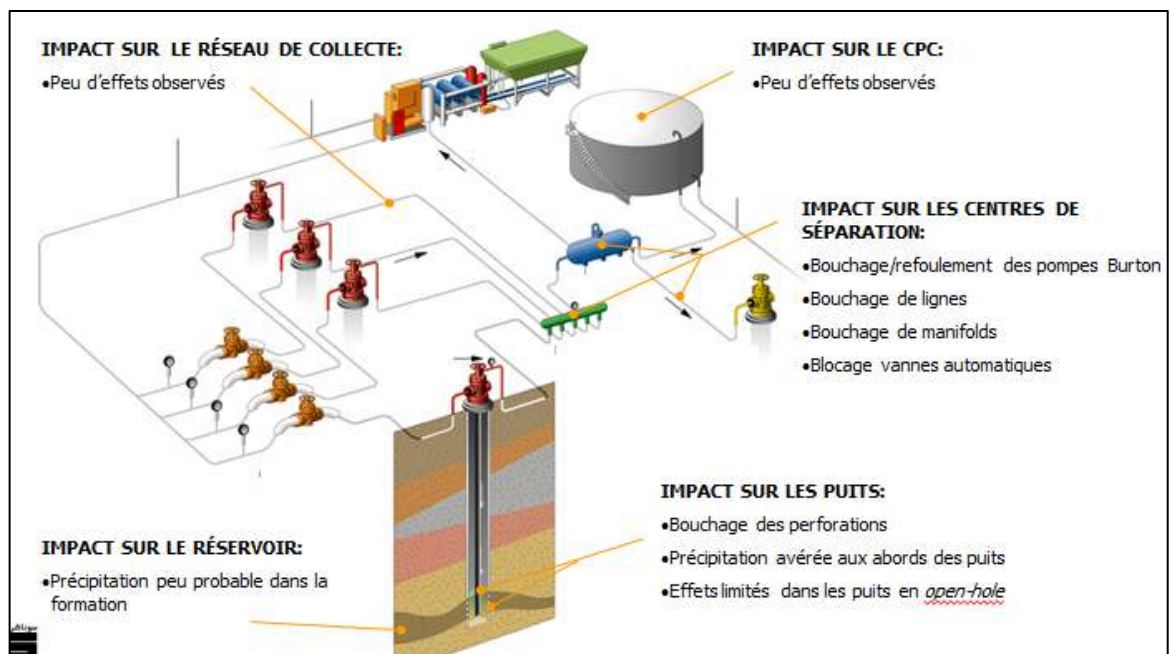 IMPACT SUR LE RÉSEAU DE COLLECTE:
•Peu d'effets observés
IMPACT SUR LE CPC:
•Peu d'effets observés
IMPACT SUR LES CENTRES DE
SÉPARATION:
•Bouchage/refoulement des pompes Burton
•Bouchage de lignes
•Bouchage de manifolds
•Blocage vannes automatiques
IMPACT SUR LES PUITS:
•Bouchage des perforations
•Précipitation avérée aux abords des puits
•Effets limités dans les puits en open-hole
IMPACT SUR LE RÉSERVOIR:
•Précipitation peu probable dans la
formation